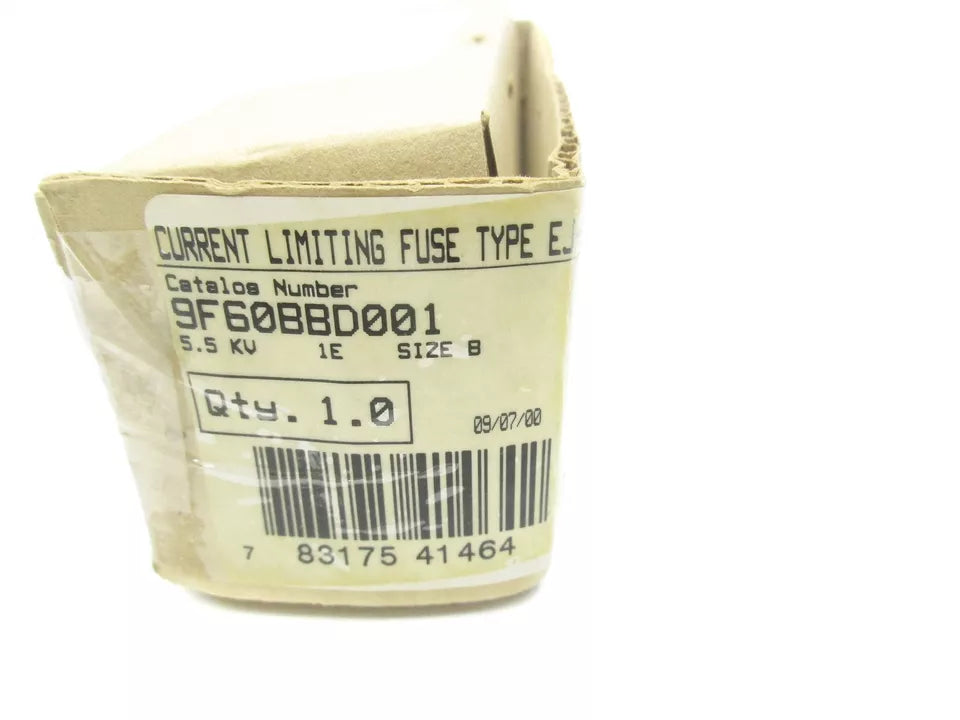 CURRENT LIMITING FUSE TYPE EJ
Catalog Number
9F60BBD001
5.5 KV 1E SIZE B
Qty. 1.0
09/07/00
7 83175 41464